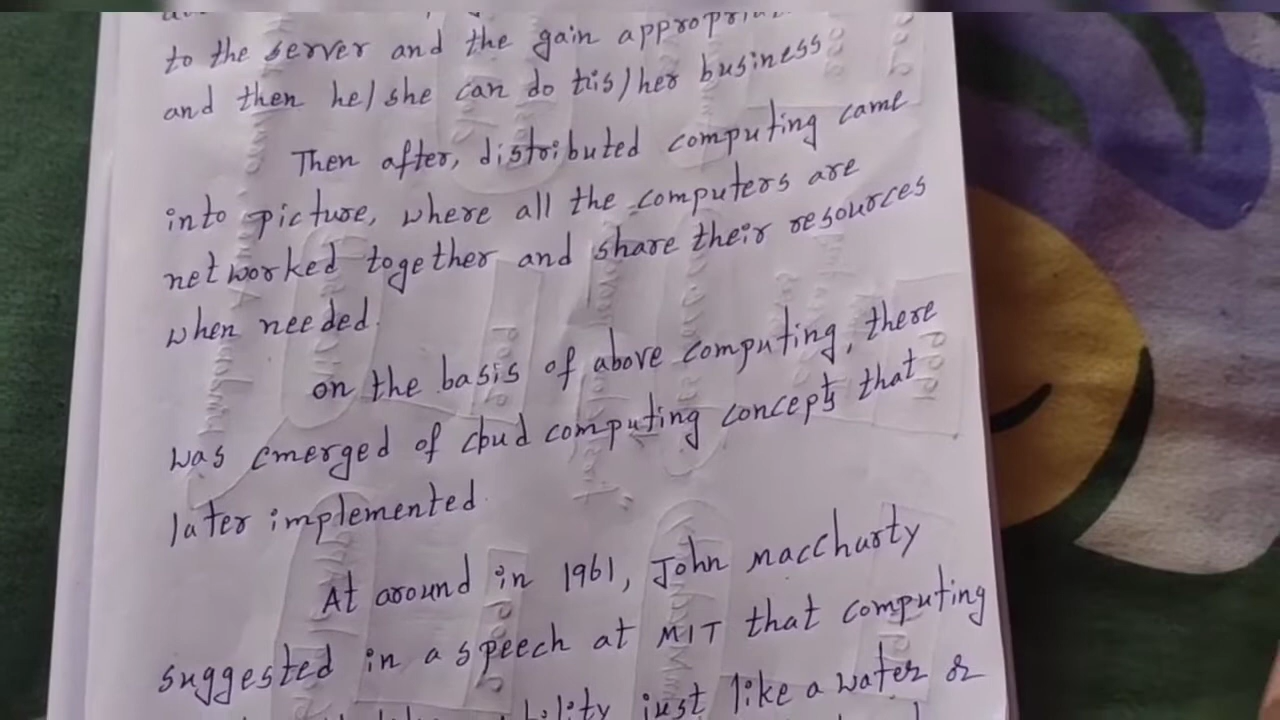 to the server and the gain
and then he/she can do his/her business
Then after, distributed computing came
into picture, where all the computers are
networked together and share their resources
when needed.
on the basis of above computing, there
was emerged of cloud computing concepts that
later implemented.
At around in 1961, John macCharty
suggested in a speech at MIT that computing
just like a water or